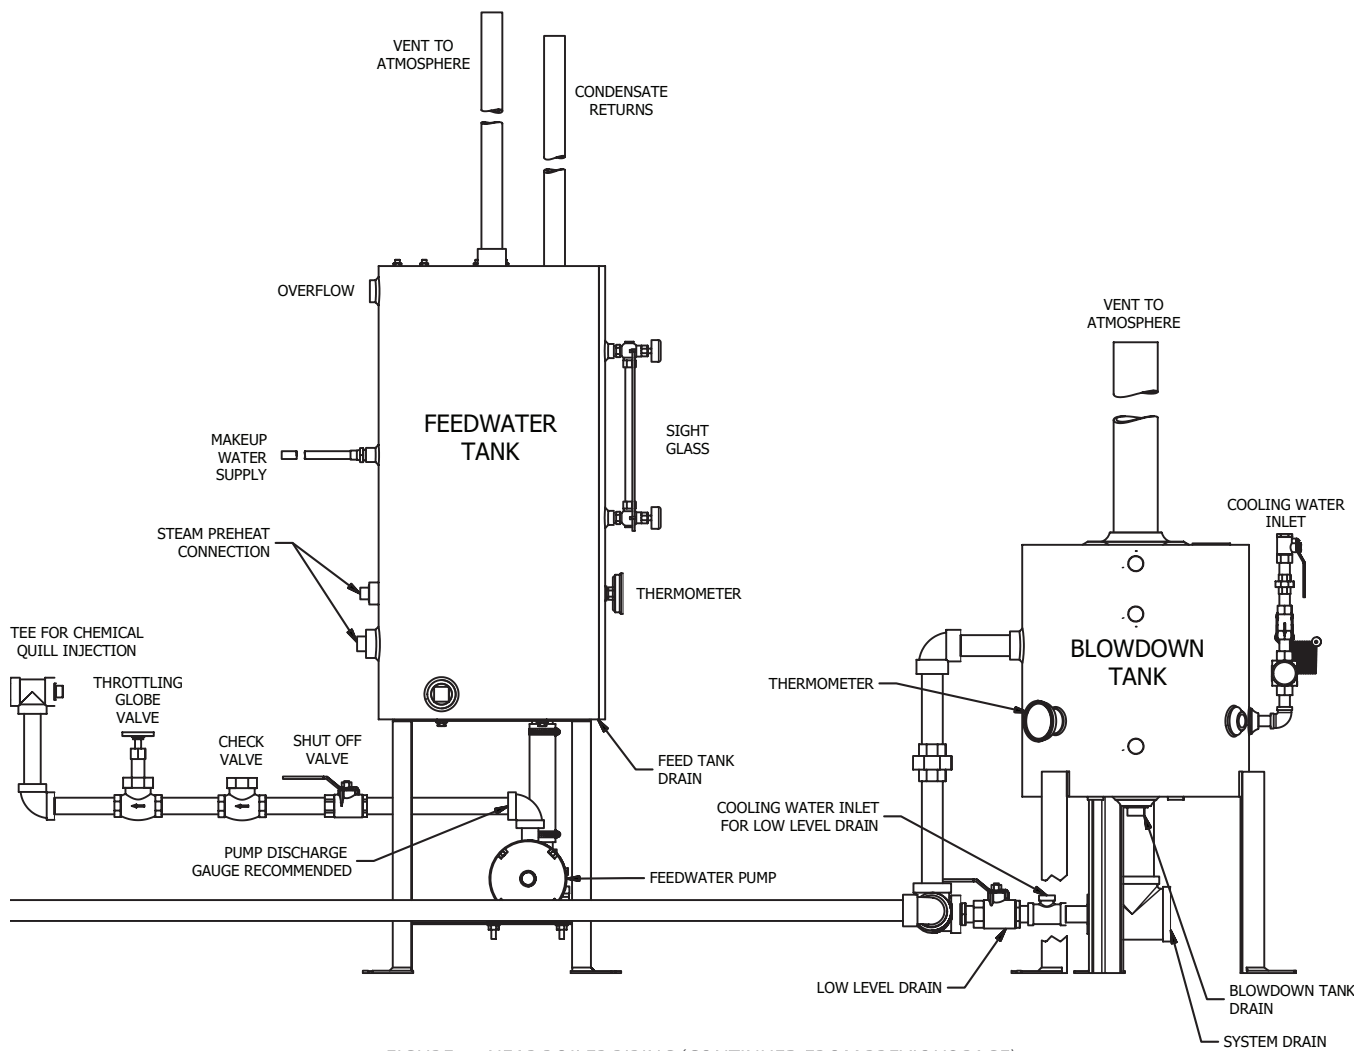 VENT TO
ATMOSPHERE
CONDENSATE
RETURNS
OVERFLOW
FEEDWATER
TANK
SIGHT
GLASS
MAKEUP
WATER
SUPPLY
STEAM PREHEAT
CONNECTION
THERMOMETER
TEE FOR CHEMICAL
QUILL INJECTION
THROTTLING
GLOBE
VALVE
CHECK
VALVE
SHUT OFF
VALVE
FEED TANK
DRAIN
PUMP DISCHARGE
GAUGE RECOMMENDED
FEEDWATER PUMP
VENT TO
ATMOSPHERE
COOLING WATER
INLET
BLOWDOWN
TANK
THERMOMETER
COOLING WATER INLET
FOR LOW LEVEL DRAIN
LOW LEVEL DRAIN
BLOWDOWN TANK
DRAIN
SYSTEM DRAIN